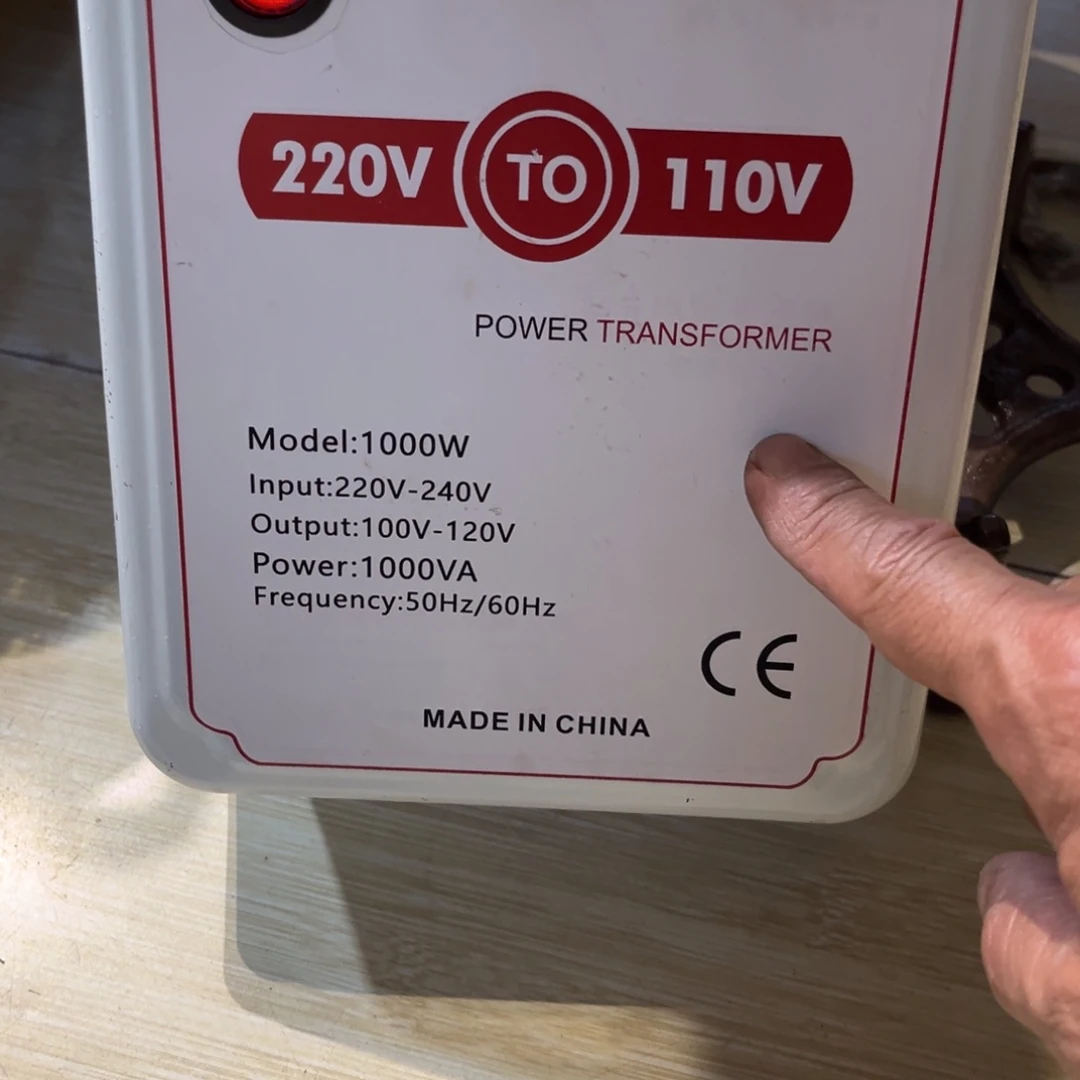 220V TO 110V
POWER TRANSFORMER
Model:1000W
Input:220V-240V
Output:100V-120V
Power:1000VA
Frequency:50Hz/60Hz
CE
MADE IN CHINA